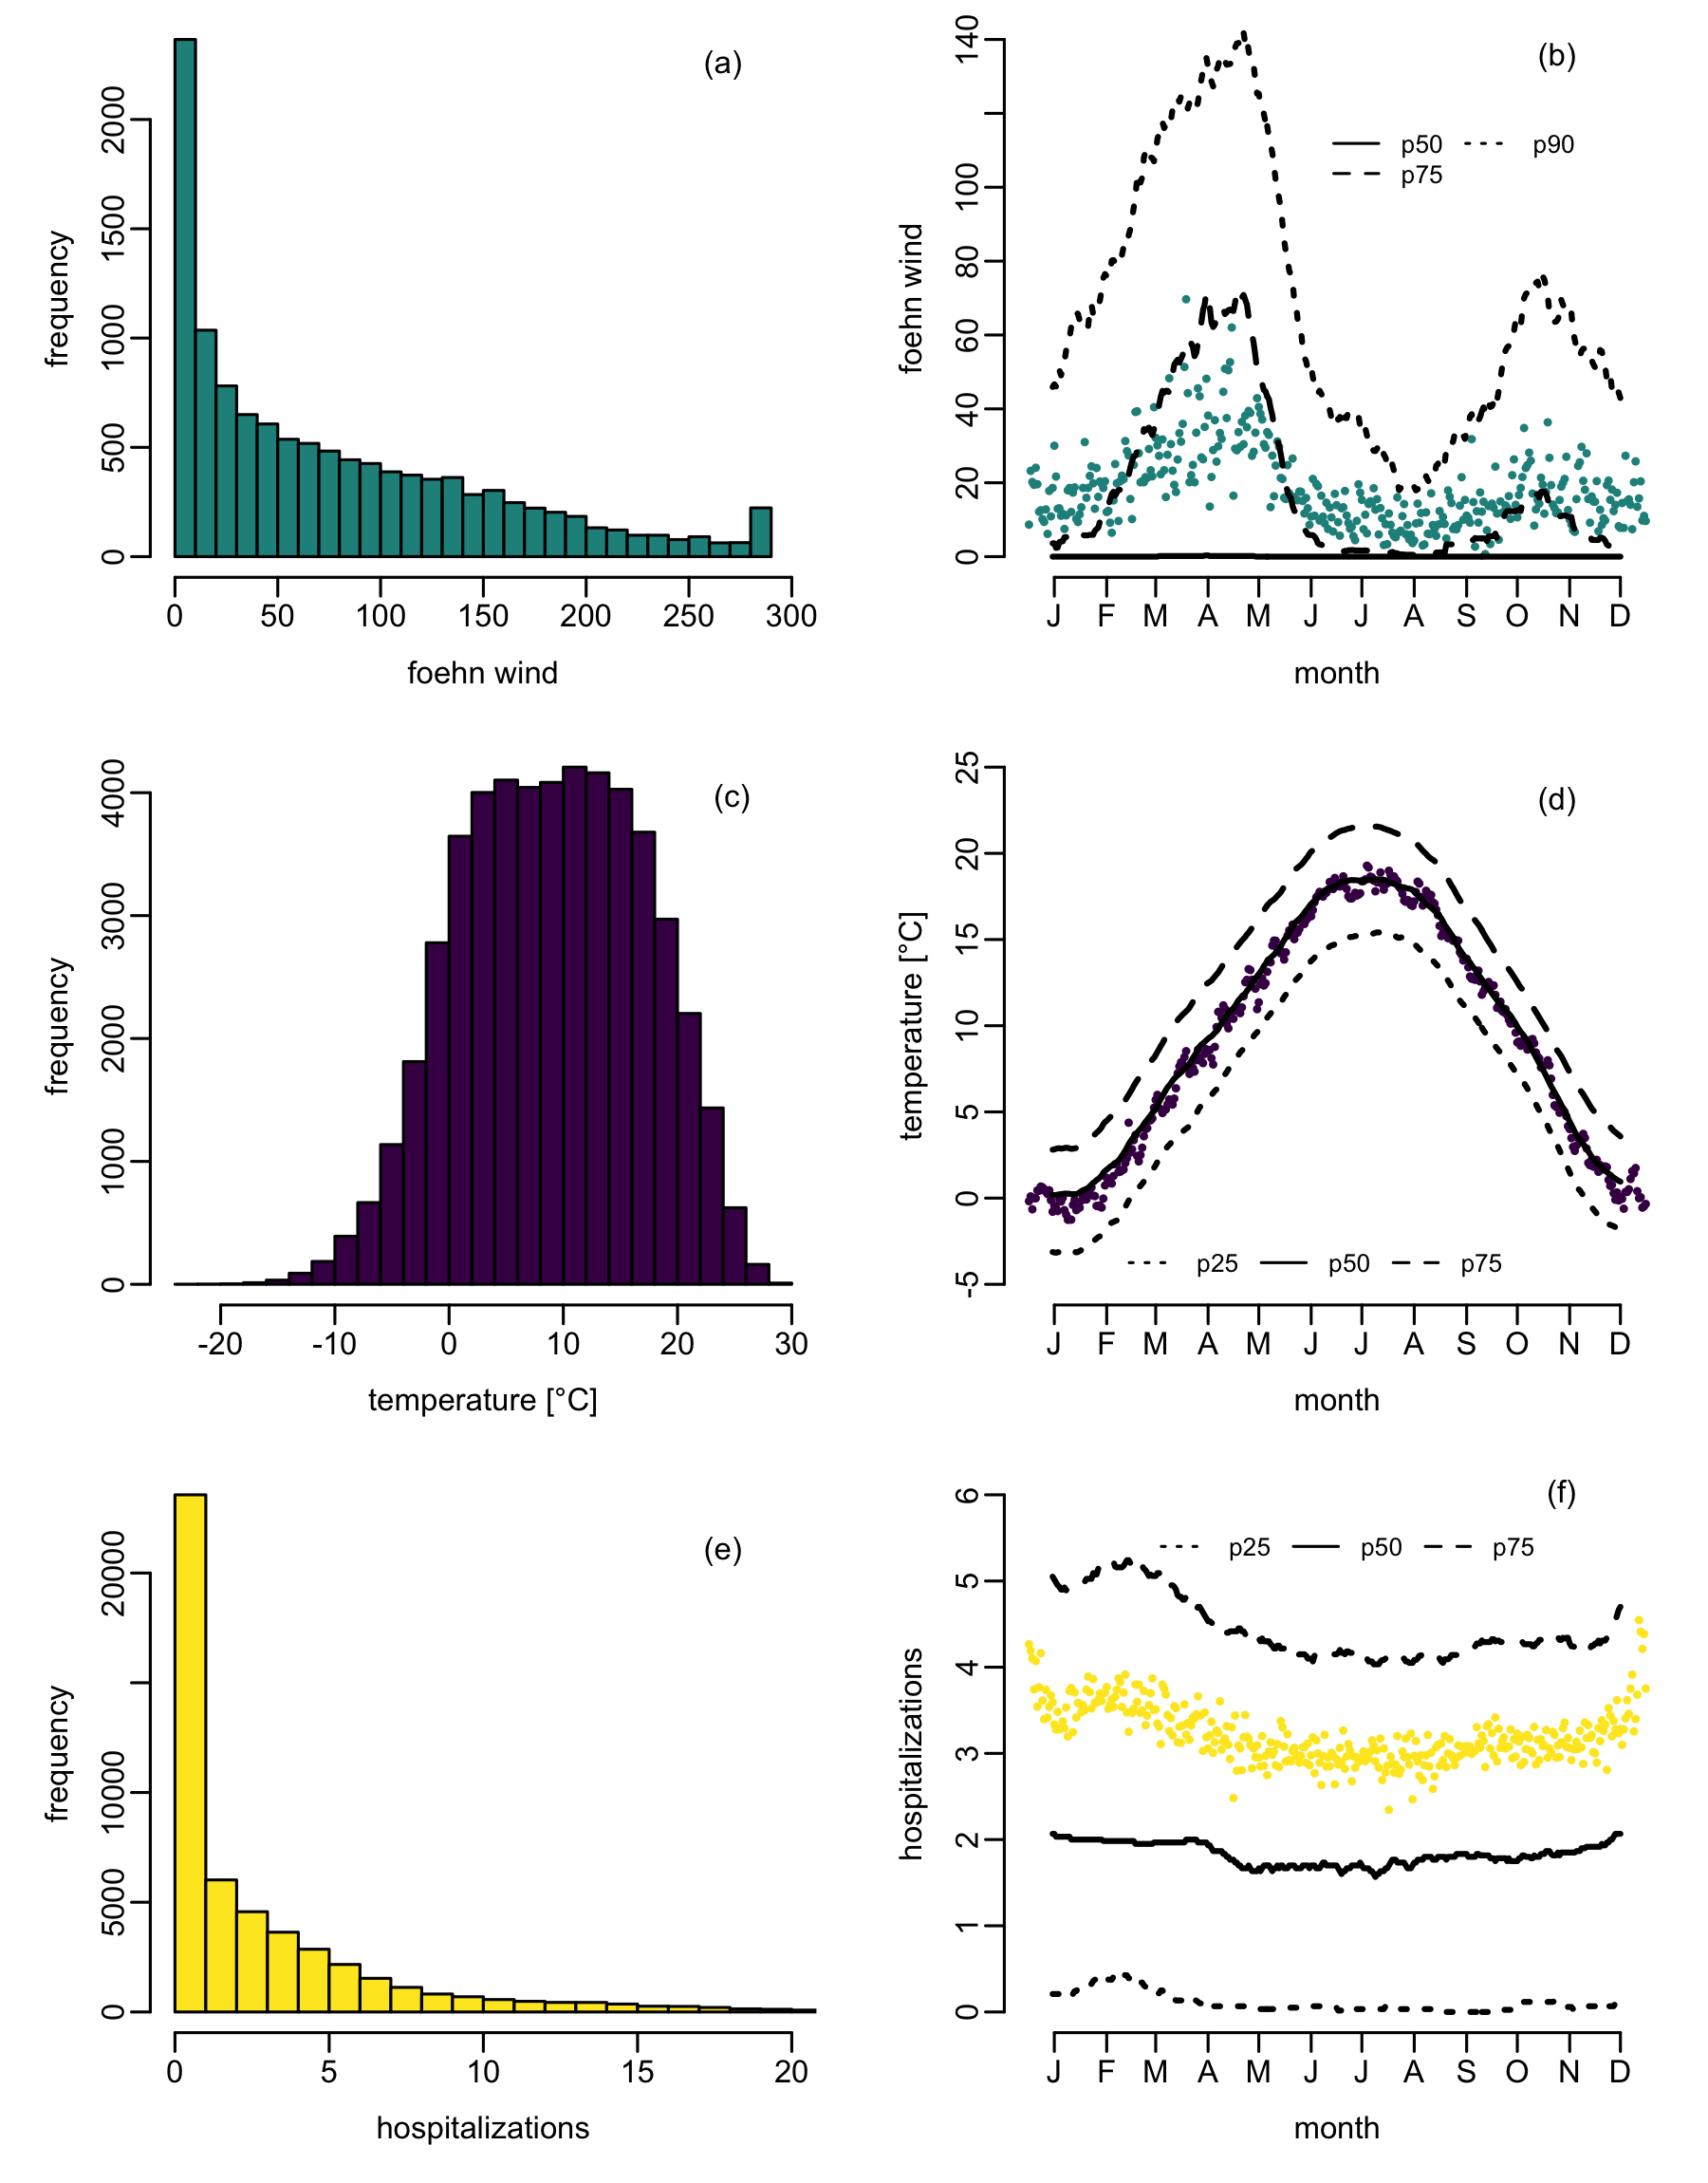 (a)
frequency
0 500 1000 1500 2000
0 50 100 150 200 250 300
foehn wind
(b)
foehn wind
0 20 40 60 80 100 140
p50 p90
p75
J F M A M J J A S O N D
month
(c)
frequency
0 1000 2000 3000 4000
-20 -10 0 10 20 30
temperature [°C]
(d)
temperature [°C]
-5 0 5 10 15 20 25
p25 p50 p75
J F M A M J J A S O N D
month
(e)
frequency
0 5000 10000 20000
0 5 10 15 20
hospitalizations
(f)
hospitalizations
0 1 2 3 4 5 6
p25 p50 p75
J F M A M J J A S O N D
month